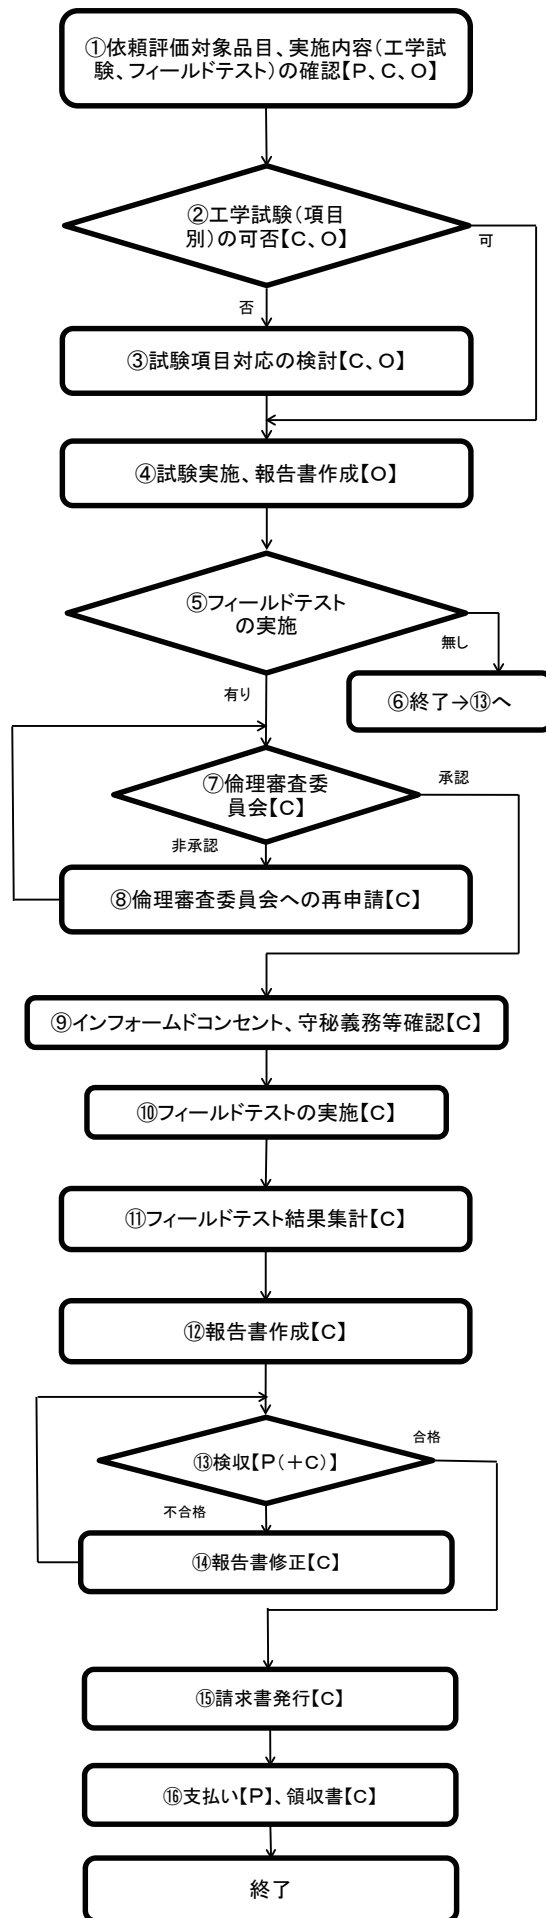 ①依頼評価対象品目、実施内容(工学試
験、フィールドテスト)の確認【P、C、O】
②工学試験(項目
別)の可否【C、O】
可
否
③試験項目対応の検討【C、O】
④試験実施、報告書作成【O】
⑤フィールドテスト
の実施
無し
有り
⑥終了→⑬へ
⑦倫理審査委
員会【C】
承認
非承認
⑧倫理審査委員会への再申請【C】
⑨インフォームドコンセント、守秘義務等確認【C】
⑩フィールドテストの実施【C】
⑪フィールドテスト結果集計【C】
⑫報告書作成【C】
⑬検収【P(+C)】
合格
不合格
⑭報告書修正【C】
⑮請求書発行【C】
⑯支払い【P】、領収書【C】
終了